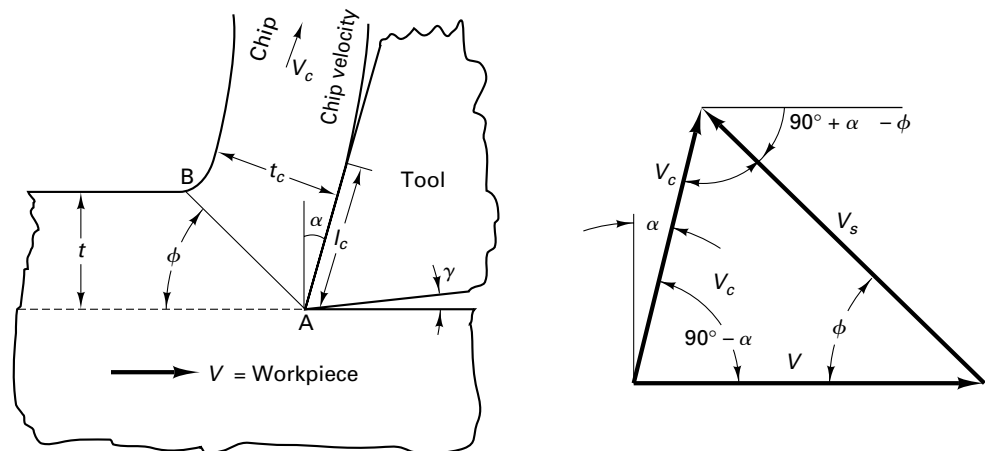 Chip
V_c
Chip velocity
B
t_c
Tool
t
ϕ
α
l_c
γ
A
V = Workpiece
90° + α − ϕ
V_c
V_s
α
V_c
90° − α
V
ϕ